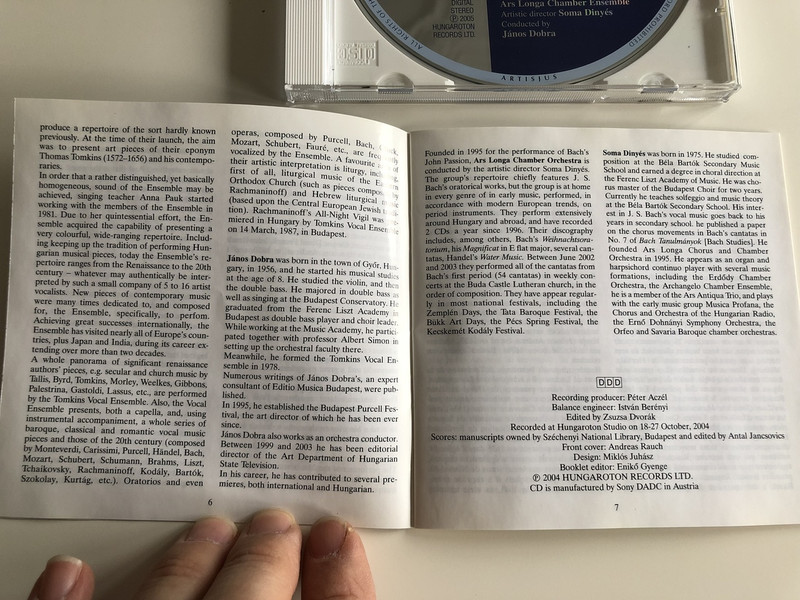 DIGITAL
STEREO
Ⓟ 2005
HUNGAROTON
RECORDS LTD.
Ars Longa Chamber Ensemble
Artistic director Soma Dinyés
Conducted by
János Dobra
ALL RIGHTS OF THE
PROHIBITED
ARTISJUS
produce a repertoire of the sort hardly known
previously. At the time of their launch, the aim
was to present art pieces of their eponym
Thomas Tomkins (1572–1656) and his contempo-
raries.
In order that a rather distinguished, yet basically
homogeneous, sound of the Ensemble may be
achieved, singing teacher Anna Pauk started
working with the members of the Ensemble in
1981. Due to her quintessential effort, the En-
semble acquired the capability of presenting a
very colourful, wide-ranging repertoire. Includ-
ing keeping up the tradition of performing Hun-
garian musical pieces, today the Ensemble's re-
pertoire ranges from the Renaissance to the 20th
century – whatever may authentically be inter-
preted by such a small company of 5 to 16 artist
vocalists. New pieces of contemporary music
were many times dedicated to, and composed
for, the Ensemble, specifically, to perfom.
Achieving great successes internationally, the
Ensemble has visited nearly all of Europe's coun-
tries, plus Japan and India, during its career ex-
tending over more than two decades.
A whole panorama of significant renaissance
authors' pieces, e.g. secular and church music by
Tallis, Byrd, Tomkins, Morley, Weelkes, Gibbons,
Palestrina, Gastoldi, Lassus, etc., are performed
by the Tomkins Vocal Ensemble. Also, the Vocal
Ensemble presents, both a capella, and, using
instrumental accompaniment, a whole series of
baroque, classical and romantic vocal music
pieces and those of the 20th century (composed
by Monteverdi, Carissimi, Purcell, Händel, Bach,
Mozart, Schubert, Schumann, Brahms, Liszt,
Tchaikovsky, Rachmaninoff, Kodály, Bartók,
Szokolay, Kurtág, etc.). Oratorios and even
6
operas, composed by Purcell, Bach,
Mozart, Schubert, Fauré, etc., are
vocalized by the Ensemble. A favourite
their artistic interpretation is liturgy,
first of all, liturgical music of the
Orthodox Church (such as pieces
Rachmaninoff) and Hebrew liturgical
(based upon the Central European Jewish
Rachmaninoff's All-Night Vigil was
miered in Hungary by Tomkins Vocal Ensemble
on 14 March, 1987, in Budapest.
János Dobra was born in the town of Győr, Hun-
gary, in 1956, and he started his musical studies
at the age of 8. He studied the violin, and then
the double bass. He majored in double bass as
well as singing at the Budapest Conservatory. He
graduated from the Ferenc Liszt Academy in
Budapest as double bass player and choir leader.
While working at the Music Academy, he partici-
pated together with professor Albert Simon in
setting up the orchestral faculty there.
Meanwhile, he formed the Tomkins Vocal En-
semble in 1978.
Numerous writings of János Dobra's, an expert
consultant of Editio Musica Budapest, were pub-
lished.
In 1995, he established the Budapest Purcell Fes-
tival, the art director of which he has been ever
since.
János Dobra also works as an orchestra conductor.
Between 1999 and 2003 he has been editorial
director of the Art Department of Hungarian
State Television.
In his career, he has contributed to several pre-
mieres, both international and Hungarian.
Founded in 1995 for the performance of Bach's
John Passion, Ars Longa Chamber Orchestra is
conducted by the artistic director Soma Dinyés.
The group's repertoire chiefly features J. S.
Bach's oratorical works, but the group is at home
in every genre of in early music, performed, in
accordance with modern European trends, on
period instruments. They perform extensively
around Hungary and abroad, and have recorded
2 CDs a year since 1996. Their discography
includes, among others, Bach's Weihnachtsora-
torium, his Magnificat in E flat major, several can-
tatas, Handel's Water Music. Between June 2002
and 2003 they performed all of the cantatas from
Bach's first period (54 cantatas) in weekly con-
certs at the Buda Castle Lutheran church, in the
order of composition. They have appear regular-
ly in most national festivals, including the
Zemplén Days, the Tata Baroque Festival, the
Bükk Art Days, the Pécs Spring Festival, the
Kecskemét Kodály Festival.
Soma Dinyés was born in 1975. He studied com-
position at the Béla Bartók Secondary Music
School and earned a degree in choral direction at
the Ferenc Liszt Academy of Music. He was cho-
rus master of the Budapest Choir for two years.
Currently he teaches solfeggio and music theory
at the Béla Bartók Secondary School. His inter-
est in J. S. Bach's vocal music goes back to his
years in secondary school. he published a paper
on the chorus movements in Bach's cantatas in
No. 7 of Bach Tanulmányok [Bach Studies]. He
founded Ars Longa Chorus and Chamber
Orchestra in 1995. He appears as an organ and
harpsichord continuo player with several music
formations, including the Erdődy Chamber
Orchestra, the Archangelo Chamber Ensemble,
he is a member of the Ars Antiqua Trio, and plays
with the early music group Musica Profana, the
Chorus and Orchestra of the Hungarian Radio,
the Ernő Dohnányi Symphony Orchestra, the
Orfeo and Savaria Baroque chamber orchestras.
DDD
Recording producer: Péter Aczél
Balance engineer: István Berényi
Edited by Zsuzsa Dvorák
Recorded at Hungaroton Studio on 18-27 October, 2004
Scores: manuscripts owned by Széchenyi National Library, Budapest and edited by Antal Jancsovics
Front cover: Andreas Rauch
Design: Miklós Juhász
Booklet editor: Enikő Gyenge
Ⓟ 2004 HUNGAROTON RECORDS LTD.
CD is manufactured by Sony DADC in Austria
7